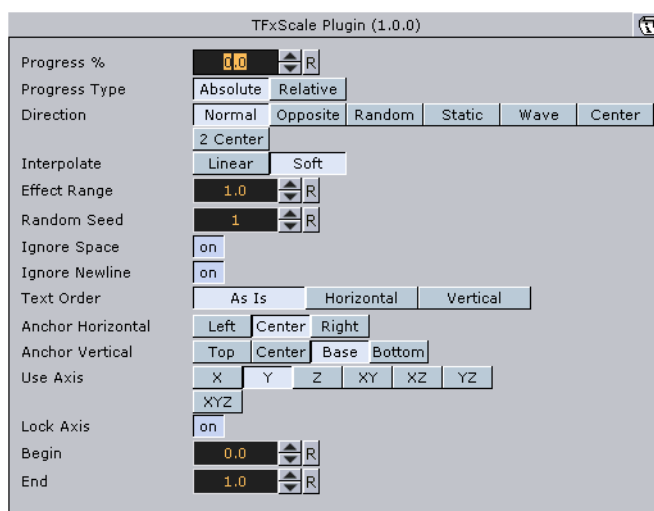 TFxScale Plugin (1.0.0)
Progress % 0.0 R
Progress Type Absolute Relative
Direction Normal Opposite Random Static Wave Center
2 Center
Interpolate Linear Soft
Effect Range 1.0 R
Random Seed 1 R
Ignore Space on
Ignore Newline on
Text Order As Is Horizontal Vertical
Anchor Horizontal Left Center Right
Anchor Vertical Top Center Base Bottom
Use Axis X Y Z XY XZ YZ
XYZ
Lock Axis on
Begin 0.0 R
End 1.0 R